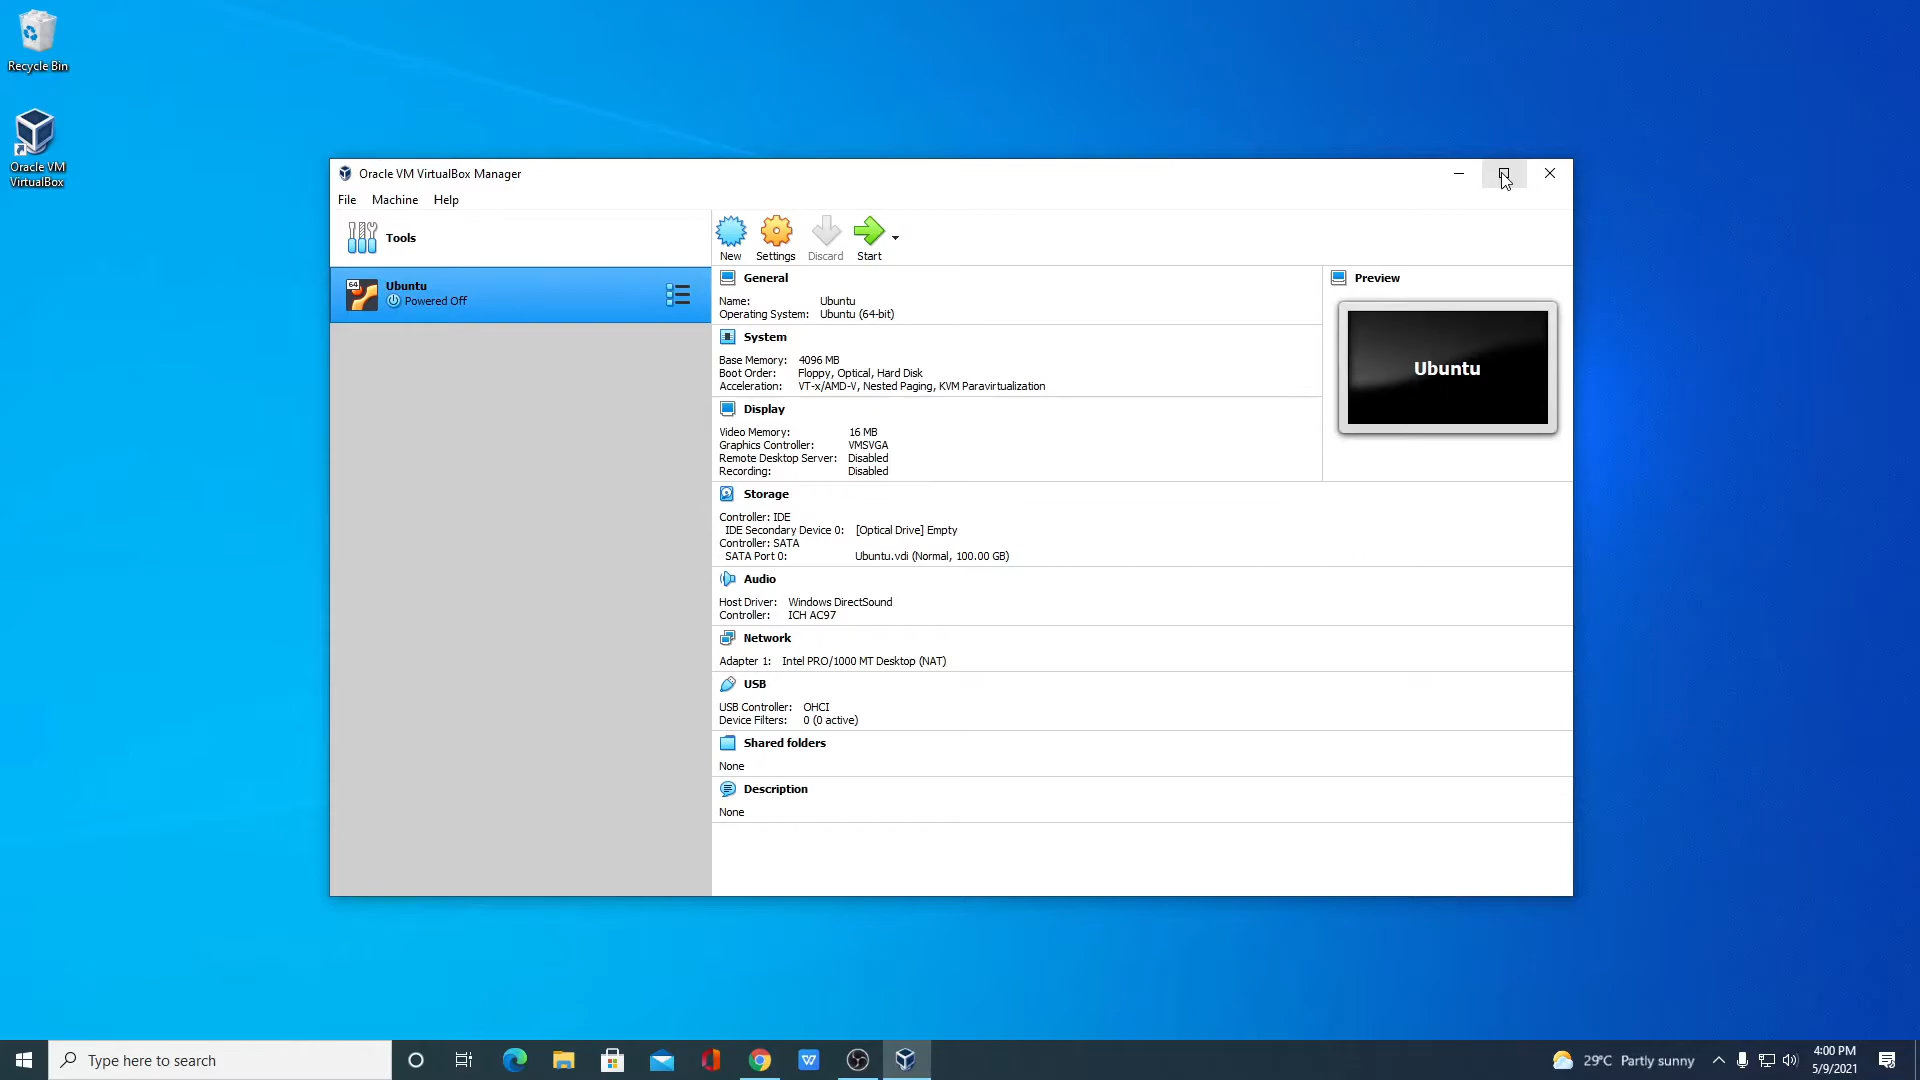 Recycle Bin
Oracle VM
VirtualBox
Oracle VM VirtualBox Manager
File Machine Help
Tools
64
Ubuntu
Powered Off
New Settings Discard Start
General
Name: Ubuntu
Operating System: Ubuntu (64-bit)
System
Base Memory: 4096 MB
Boot Order: Floppy, Optical, Hard Disk
Acceleration: VT-x/AMD-V, Nested Paging, KVM Paravirtualization
Display
Video Memory: 16 MB
Graphics Controller: VMSVGA
Remote Desktop Server: Disabled
Recording: Disabled
Preview
Ubuntu
Storage
Controller: IDE
IDE Secondary Device 0: [Optical Drive] Empty
Controller: SATA
SATA Port 0: Ubuntu.vdi (Normal, 100.00 GB)
Audio
Host Driver: Windows DirectSound
Controller: ICH AC97
Network
Adapter 1: Intel PRO/1000 MT Desktop (NAT)
USB
USB Controller: OHCI
Device Filters: 0 (0 active)
Shared folders
None
Description
None
Type here to search
29°C Partly sunny
4:00 PM
5/9/2021